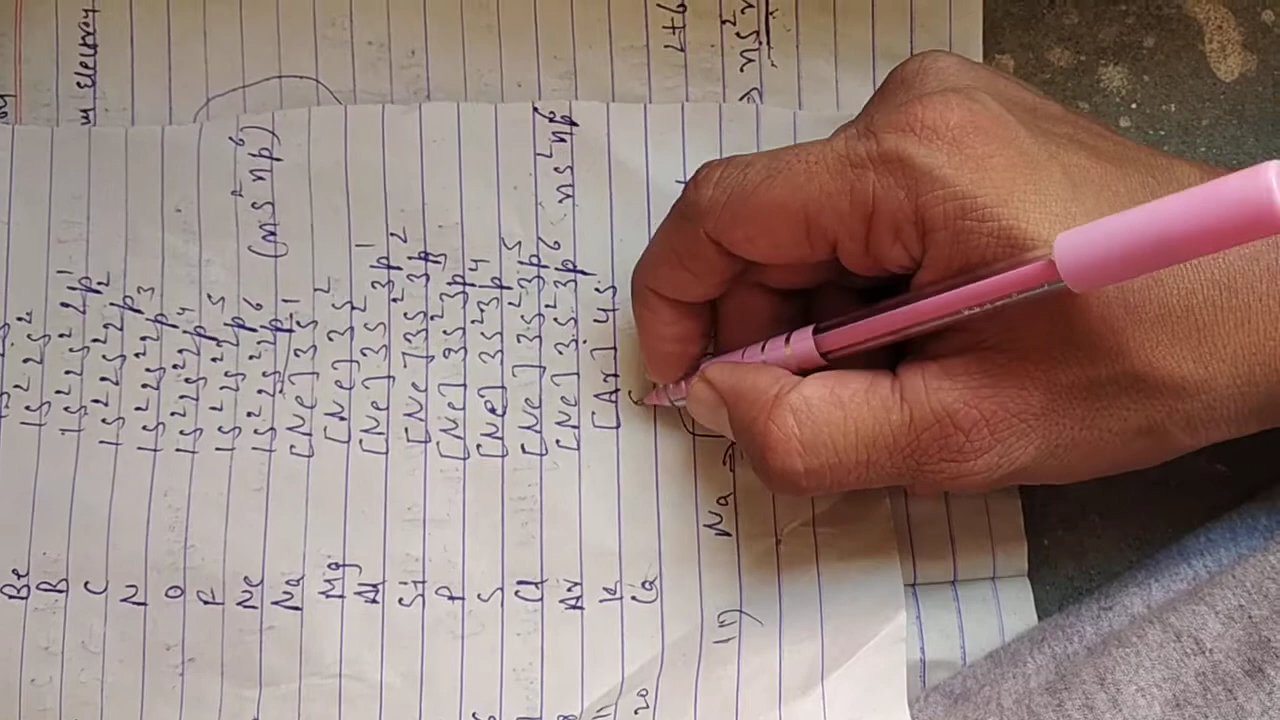 Be 1s² 2s²
B 1s² 2s² 2p¹
C 1s² 2s² 2p²
N 1s² 2s² 2p³
O 1s² 2s² 2p⁴
F 1s² 2s² 2p⁵
Ne 1s² 2s² 2p⁶ (ns² np⁶)
Na [Ne] 3s¹
Mg [Ne] 3s²
Al [Ne] 3s² 3p¹
Si [Ne] 3s² 3p²
P [Ne] 3s² 3p³
S [Ne] 3s² 3p⁴
Cl [Ne] 3s² 3p⁵
Ar [Ne] 3s² 3p⁶ ns² np⁶
K [Ar] 4s¹
20 Ca
17) Na →